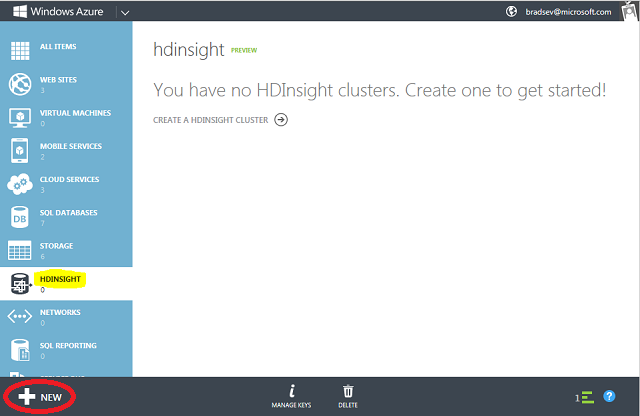 Windows Azure
bradsev@microsoft.com
ALL ITEMS
WEB SITES
3
VIRTUAL MACHINES
0
MOBILE SERVICES
2
CLOUD SERVICES
3
SQL DATABASES
7
STORAGE
6
HDINSIGHT
0
NETWORKS
0
SQL REPORTING
0
hdinsight PREVIEW
You have no HDInsight clusters. Create one to get started!
CREATE A HDINSIGHT CLUSTER
DB
NEW
MANAGE KEYS
DELETE
1
?